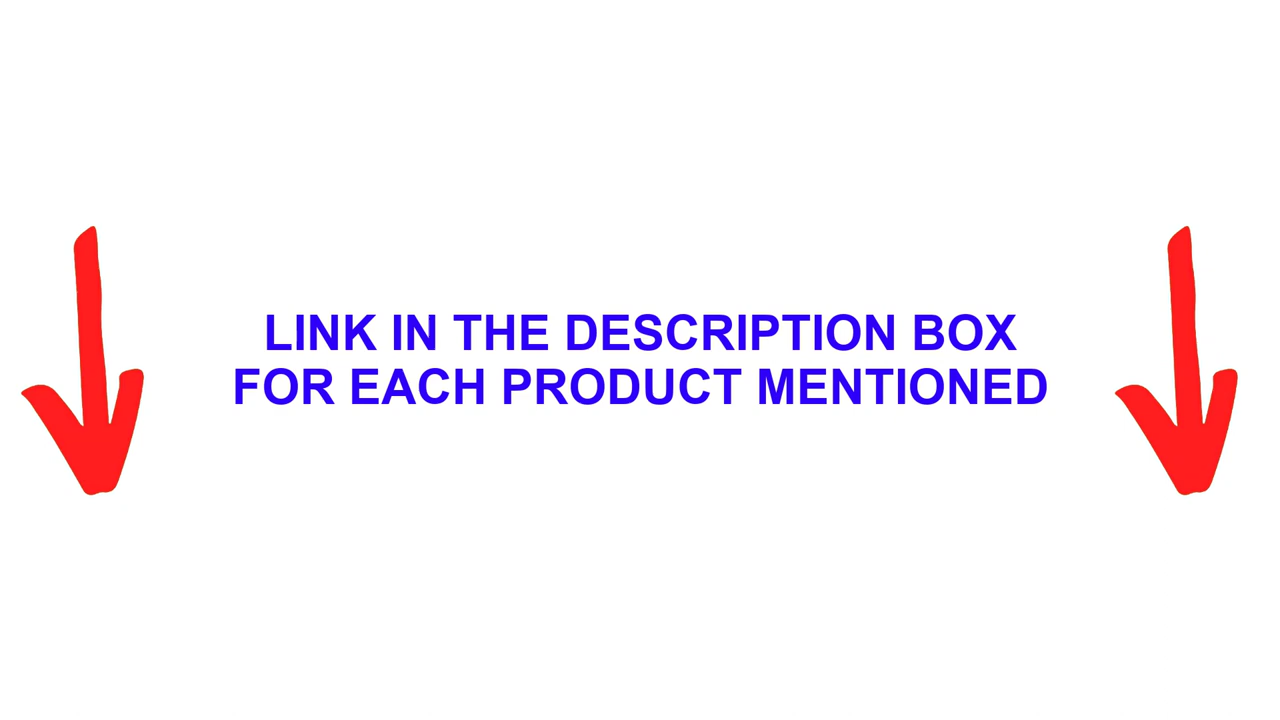 LINK IN THE DESCRIPTION BOX
FOR EACH PRODUCT MENTIONED